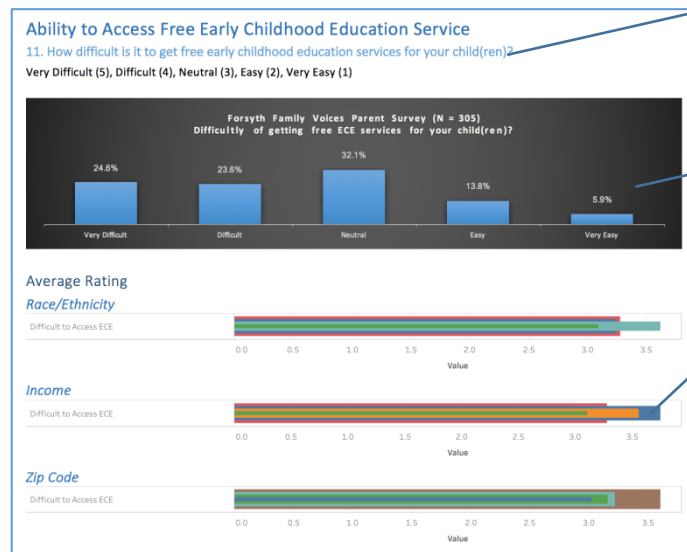 Ability to Access Free Early Childhood Education Service
11. How difficult is it to get free early childhood education services for your child(ren)?
Very Difficult (5), Difficult (4), Neutral (3), Easy (2), Very Easy (1)
Forsyth Family Voices Parent Survey (N = 305)
Difficultly of getting free ECE services for your child(ren)?
24.6% 23.6% 32.1% 13.8% 5.9%
Very Difficult Difficult Neutral Easy Very Easy
Average Rating
Race/Ethnicity
Difficult to Access ECE
0.0 0.5 1.0 1.5 2.0 2.5 3.0 3.5
Value
Income
Difficult to Access ECE
0.0 0.5 1.0 1.5 2.0 2.5 3.0 3.5
Value
Zip Code
Difficult to Access ECE
0.0 0.5 1.0 1.5 2.0 2.5 3.0 3.5
Value